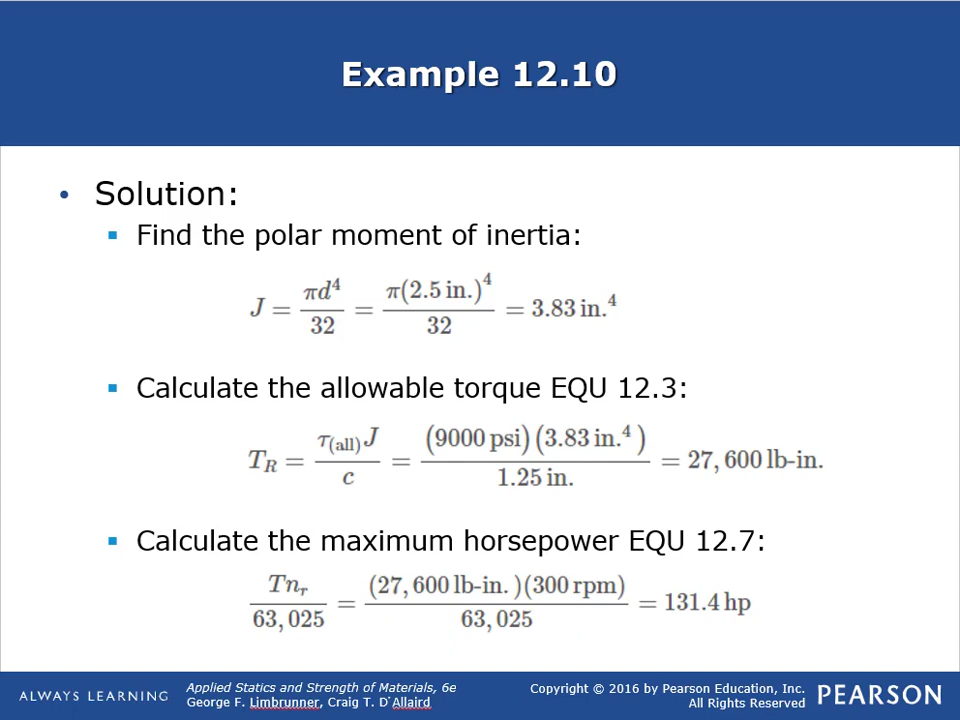 Example 12.10
• Solution:
▪ Find the polar moment of inertia:
J = πd⁴/32 = π(2.5 in.)⁴/32 = 3.83 in.⁴
▪ Calculate the allowable torque EQU 12.3:
T_R = τ_(all) J/c = (9000 psi)(3.83 in.⁴)/1.25 in. = 27,600 lb-in.
▪ Calculate the maximum horsepower EQU 12.7:
Tn_r/63,025 = (27,600 lb-in.)(300 rpm)/63,025 = 131.4 hp
ALWAYS LEARNING
Applied Statics and Strength of Materials, 6e
George F. Limbrunner, Craig T. D'Allaird
Copyright © 2016 by Pearson Education, Inc.
All Rights Reserved
PEARSON